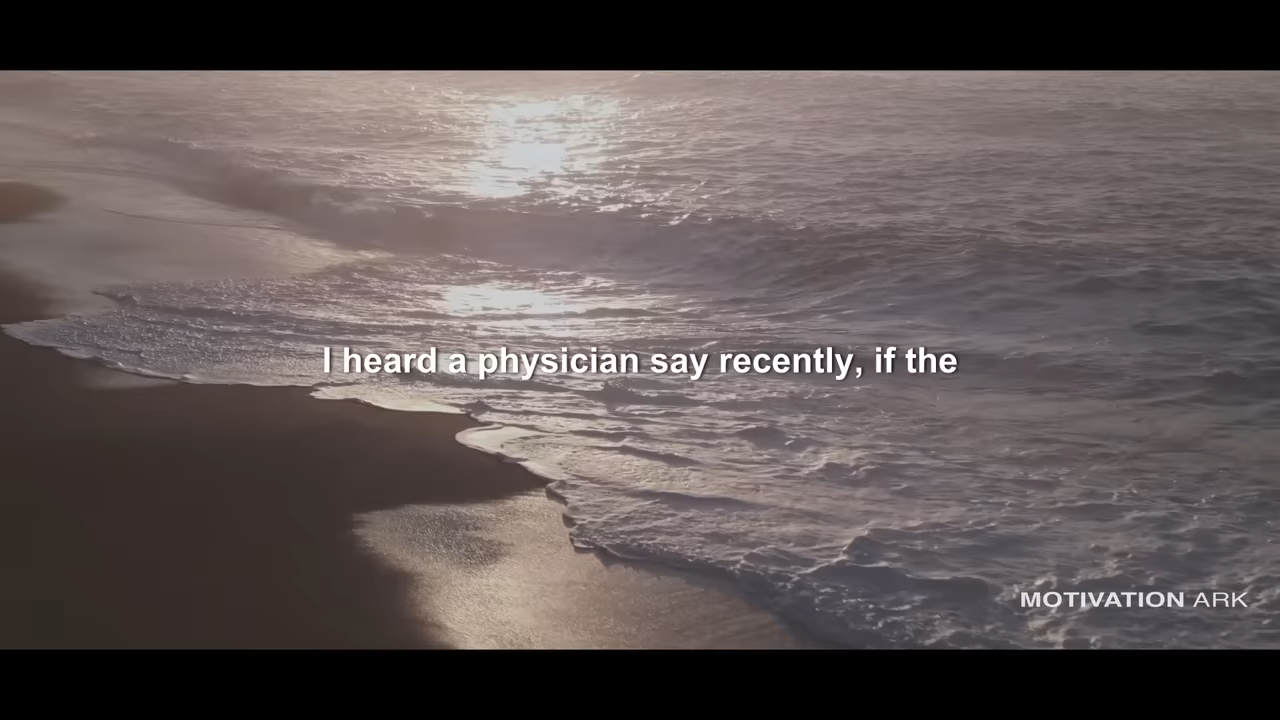 I heard a physician say recently, if the
MOTIVATION ARK